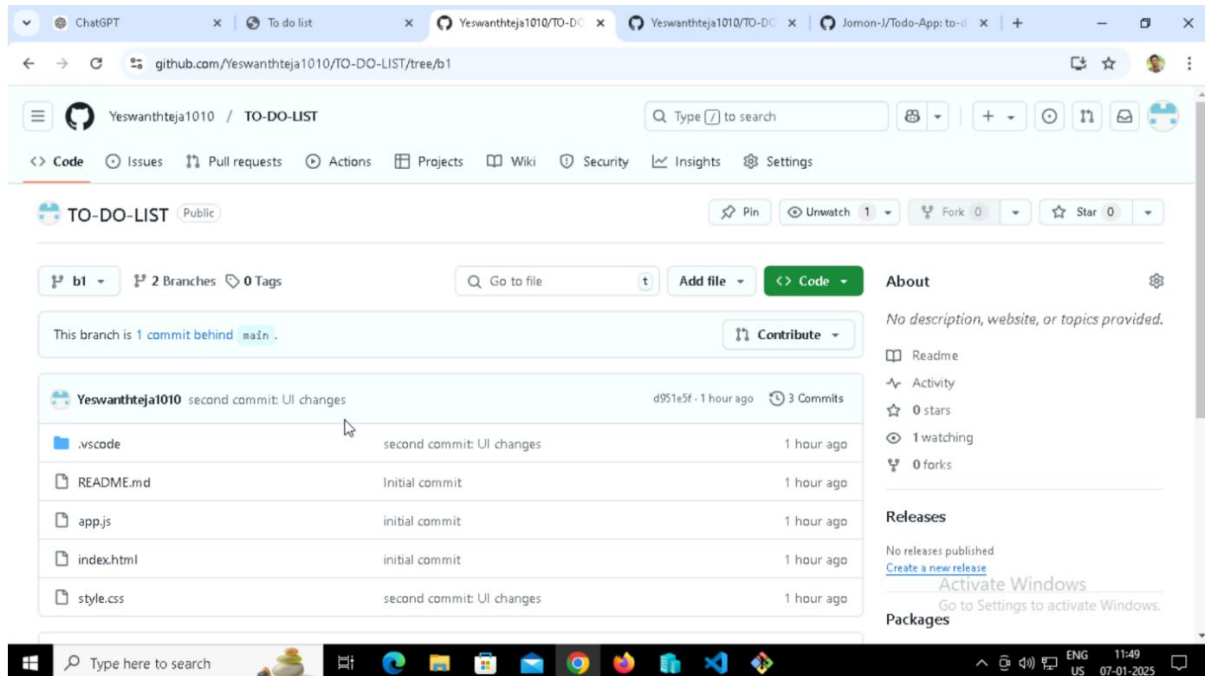 ChatGPT To do list Yeswanthteja1010/TO-DO Yeswanthteja1010/TO-DO Jomon-J/Todo-App: to-d
github.com/Yeswanthteja1010/TO-DO-LIST/tree/b1
Yeswanthteja1010 / TO-DO-LIST Type / to search
Code Issues Pull requests Actions Projects Wiki Security Insights Settings
TO-DO-LIST Public Pin Unwatch 1 Fork 0 Star 0
b1 2 Branches 0 Tags Go to file t Add file Code About
No description, website, or topics provided.
This branch is 1 commit behind main . Contribute
Readme
Activity
Yeswanthteja1010 second commit: UI changes d951e5f · 1 hour ago 3 Commits
0 stars
.vscode second commit: UI changes 1 hour ago
1 watching
0 forks
README.md Initial commit 1 hour ago
app.js initial commit 1 hour ago
Releases
index.html initial commit 1 hour ago
No releases published
Create a new release
Activate Windows
style.css second commit: UI changes 1 hour ago
Go to Settings to activate Windows.
Packages
Type here to search ENG 11:49
US 07-01-2025